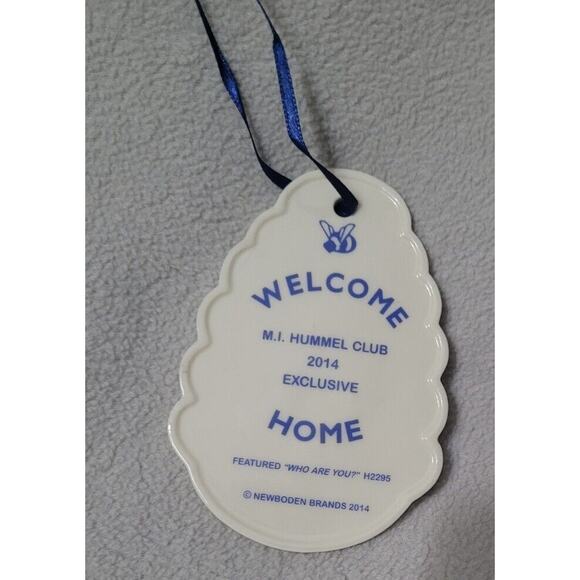 WELCOME
M.I. HUMMEL CLUB
2014
EXCLUSIVE
HOME
FEATURED "WHO ARE YOU?" H2295
© NEWBODEN BRANDS 2014